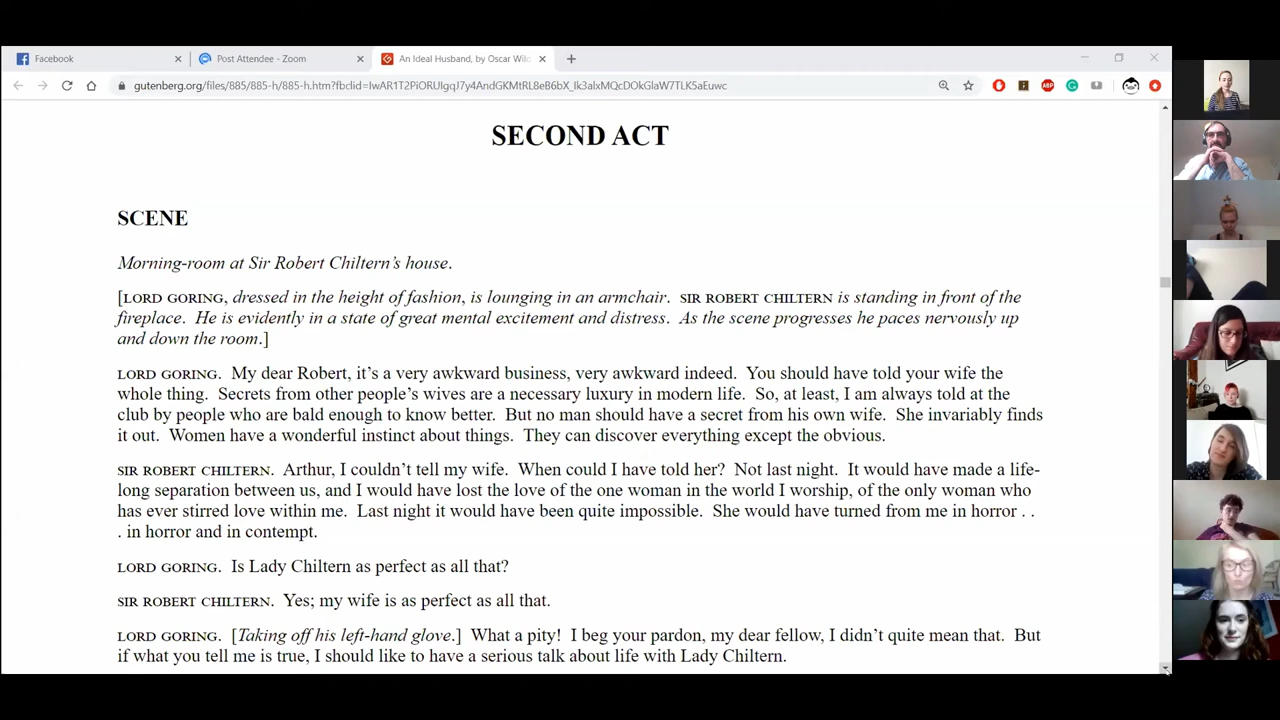 Facebook
Post Attendee - Zoom
An Ideal Husband, by Oscar Wild
gutenberg.org/files/885/885-h/885-h.htm?fbclid=
SECOND ACT
SCENE
Morning-room at Sir Robert Chiltern’s house.
[LORD GORING, dressed in the height of fashion, is lounging in an armchair. SIR ROBERT CHILTERN is standing in front of the
fireplace. He is evidently in a state of great mental excitement and distress. As the scene progresses he paces nervously up
and down the room.]
LORD GORING. My dear Robert, it’s a very awkward business, very awkward indeed. You should have told your wife the
whole thing. Secrets from other people’s wives are a necessary luxury in modern life. So, at least, I am always told at the
club by people who are bald enough to know better. But no man should have a secret from his own wife. She invariably finds
it out. Women have a wonderful instinct about things. They can discover everything except the obvious.
SIR ROBERT CHILTERN. Arthur, I couldn’t tell my wife. When could I have told her? Not last night. It would have made a life-
long separation between us, and I would have lost the love of the one woman in the world I worship, of the only woman who
has ever stirred love within me. Last night it would have been quite impossible. She would have turned from me in horror . .
. in horror and in contempt.
LORD GORING. Is Lady Chiltern as perfect as all that?
SIR ROBERT CHILTERN. Yes; my wife is as perfect as all that.
LORD GORING. [Taking off his left-hand glove.] What a pity! I beg your pardon, my dear fellow, I didn’t quite mean that. But
if what you tell me is true, I should like to have a serious talk about life with Lady Chiltern.